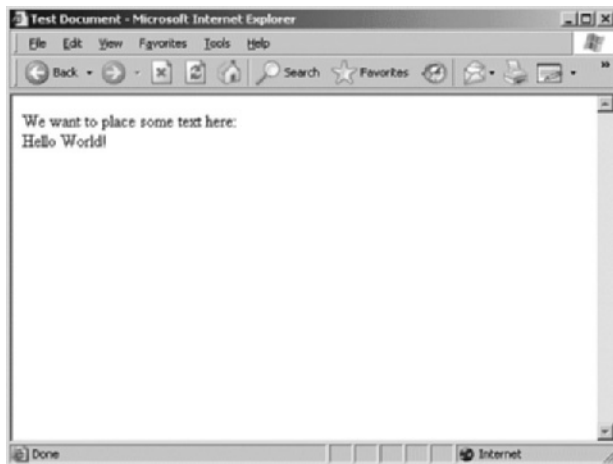 Test Document - Microsoft Internet Explorer
File Edit View Favorites Tools Help
Back Search Favorites »
We want to place some text here:
Hello World!
Done Internet